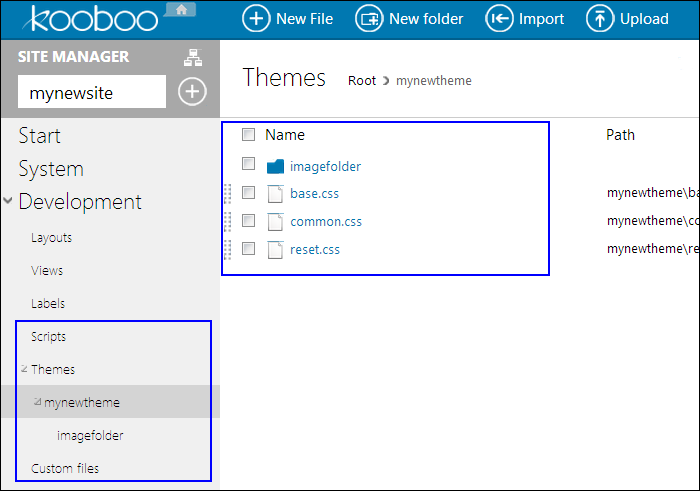 kooboo
New File New folder Import Upload
SITE MANAGER
mynewsite
Start
System
Development
Layouts
Views
Labels
Scripts
Themes
mynewtheme
imagefolder
Custom files
Themes Root mynewtheme
Name Path
imagefolder
base.css mynewtheme\ba
common.css mynewtheme\co
reset.css mynewtheme\re